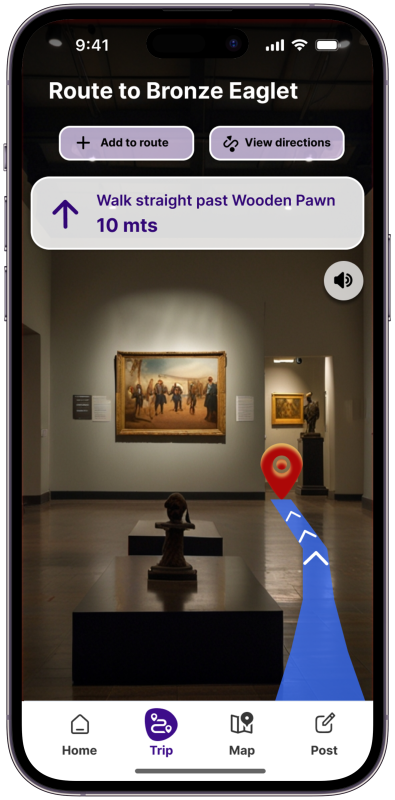 9:41
Route to Bronze Eaglet
Add to route
View directions
Walk straight past Wooden Pawn
10 mts
Home
Trip
Map
Post